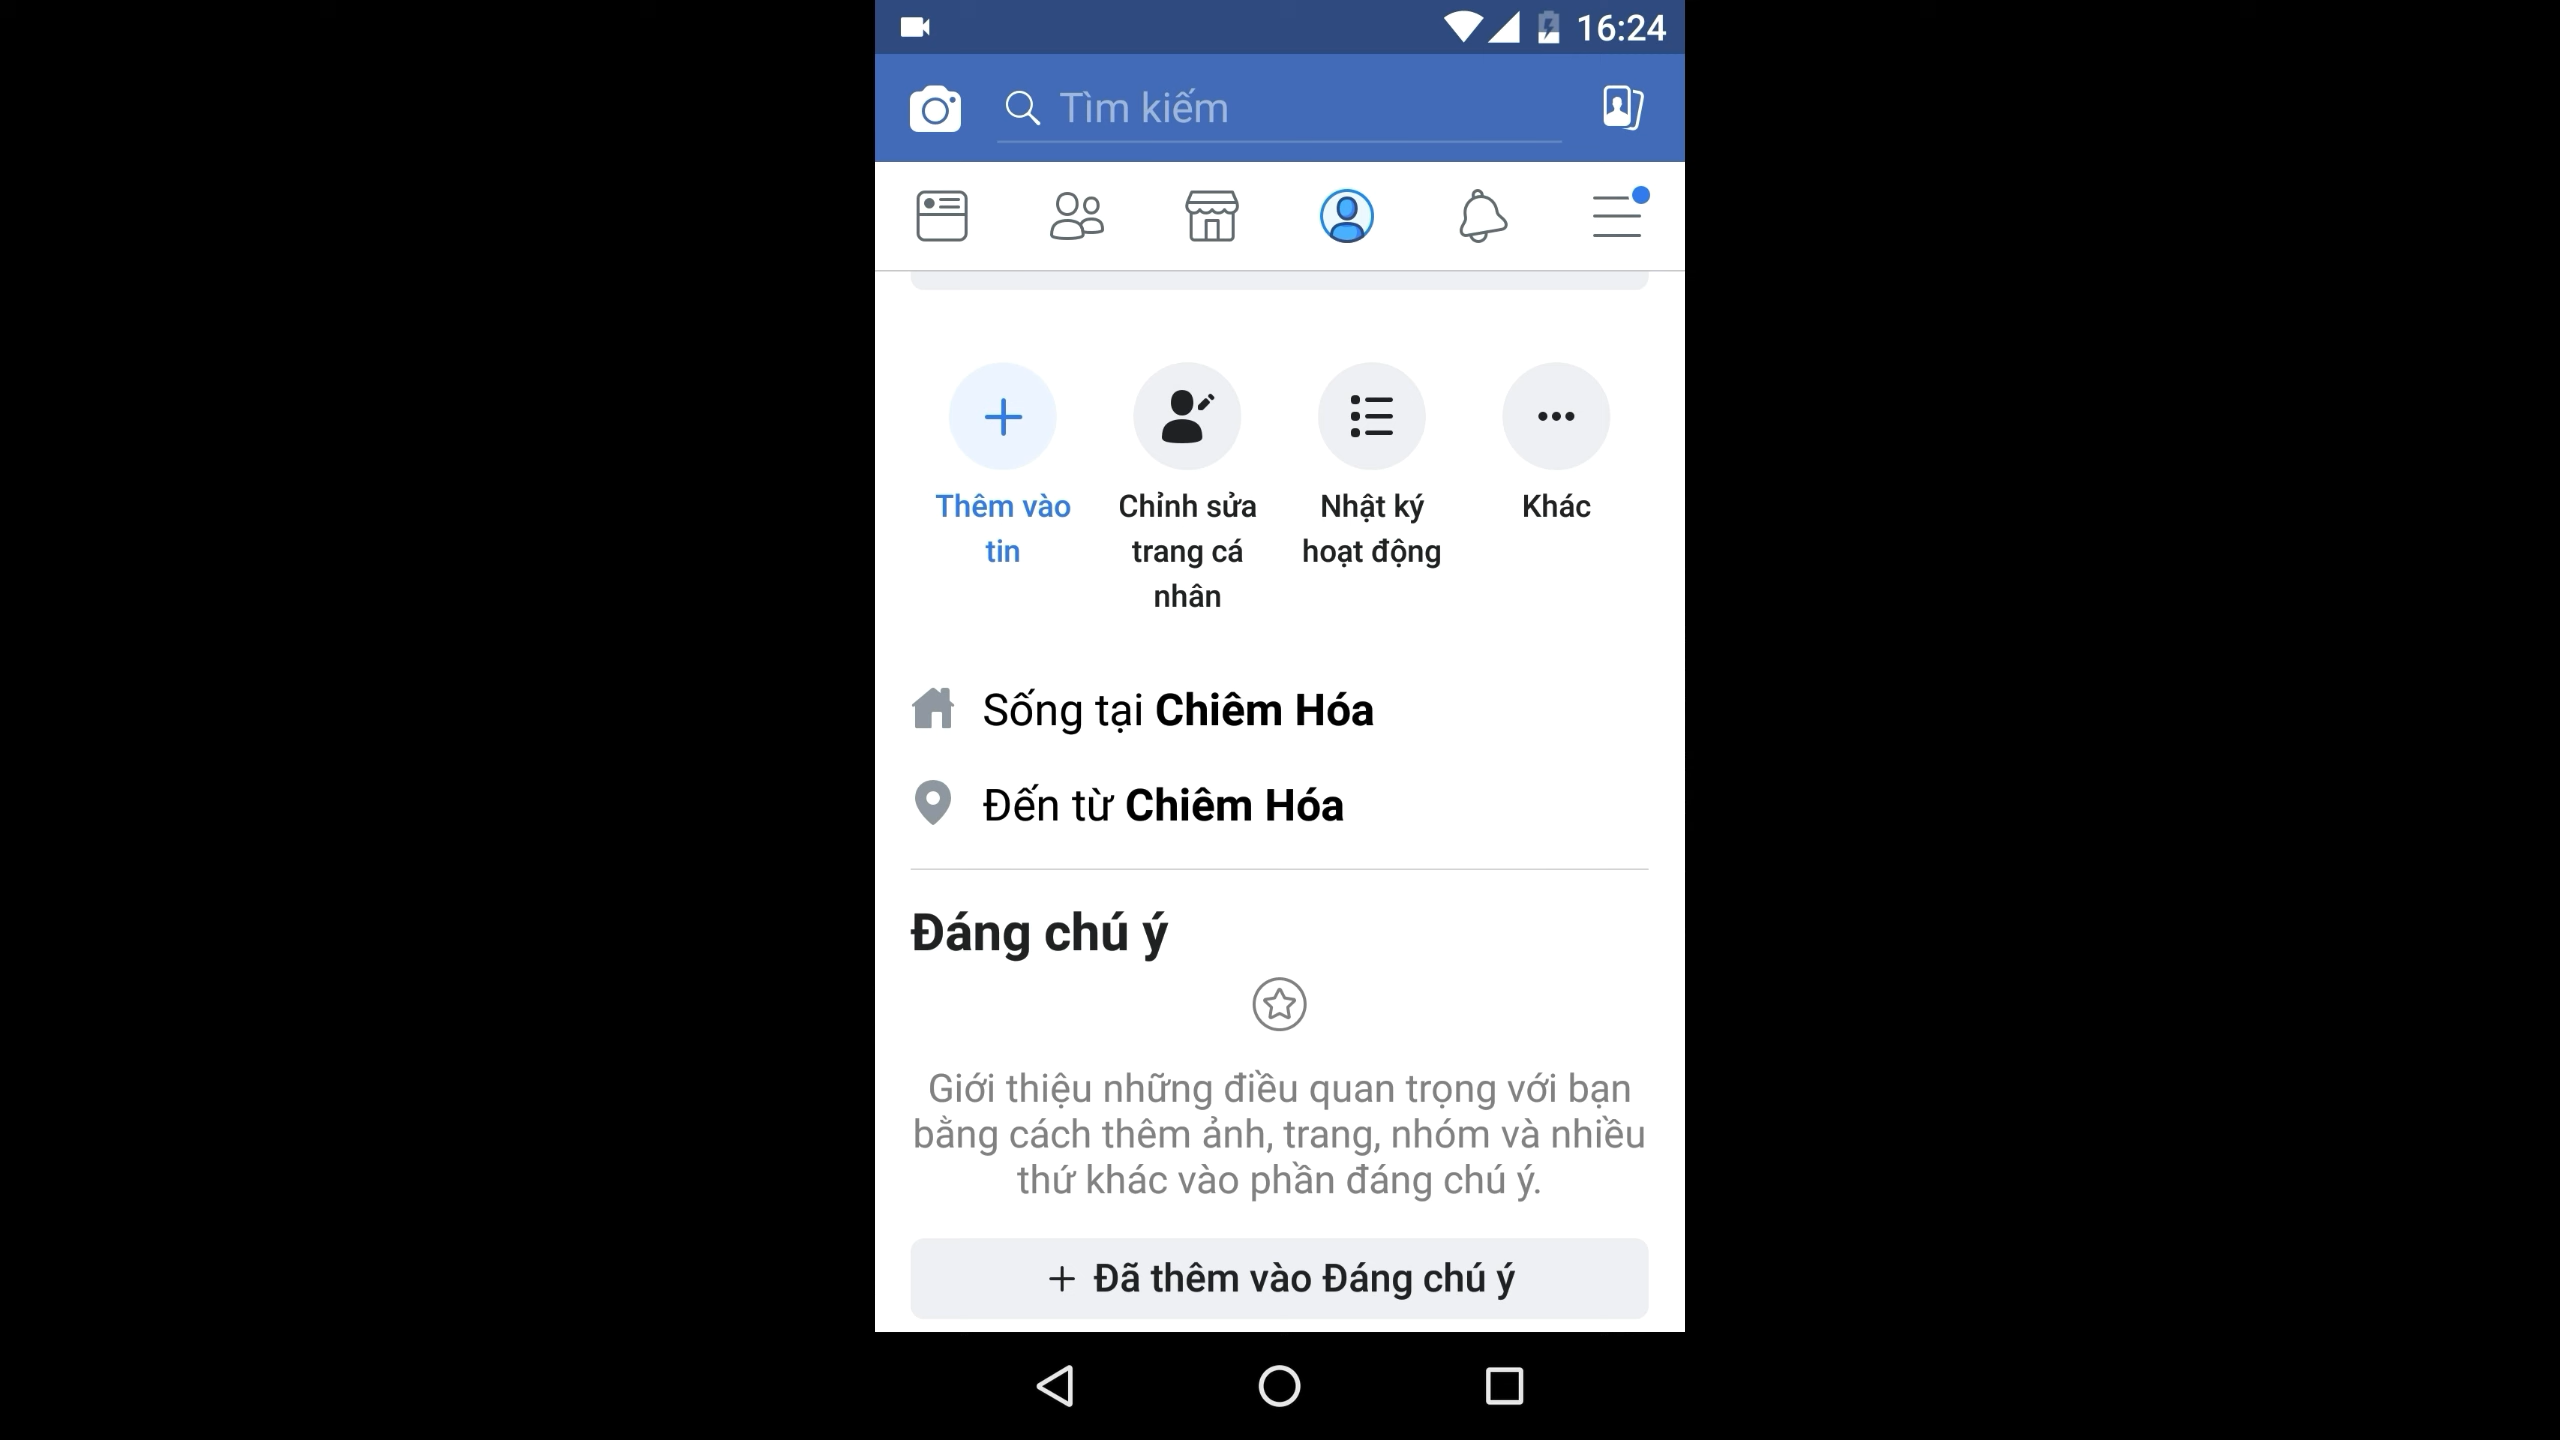 16:24
Tìm kiếm
Thêm vào
tin
Chỉnh sửa
trang cá
nhân
Nhật ký
hoạt động
Khác
Sống tại Chiêm Hóa
Đến từ Chiêm Hóa
Đáng chú ý
Giới thiệu những điều quan trọng với bạn
bằng cách thêm ảnh, trang, nhóm và nhiều
thứ khác vào phần đáng chú ý.
+ Đã thêm vào Đáng chú ý